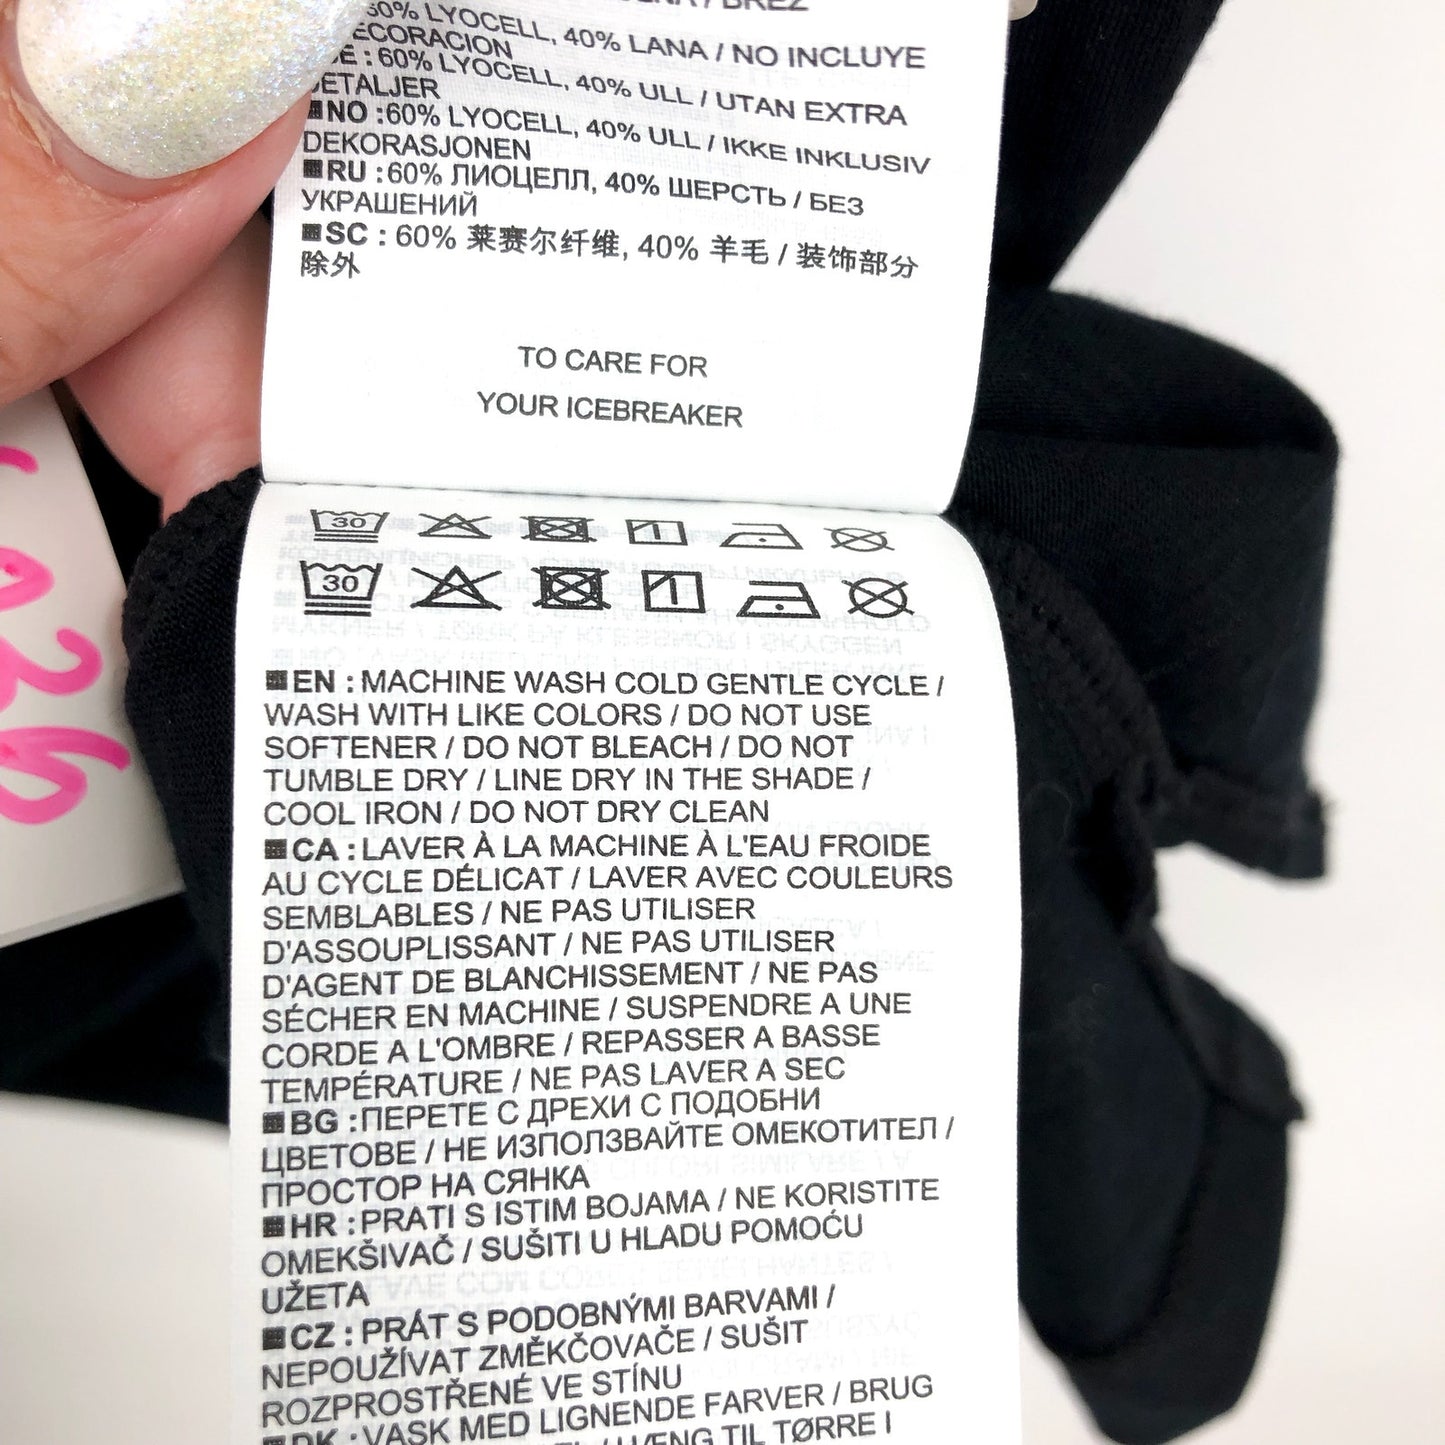 / BREZ
60% LYOCELL, 40% LANA / NO INCLUYE
DECORACION
SE : 60% LYOCELL, 40% ULL / UTAN EXTRA
DETALJER
NO :60% LYOCELL, 40% ULL / IKKE INKLUSIV
DEKORASJONEN
RU :60% ЛИОЦЕЛЛ, 40% ШЕРСТЬ / БЕЗ
УКРАШЕНИЙ
SC : 60% 莱赛尔纤维, 40% 羊毛 / 装饰部分
除外
TO CARE FOR
YOUR ICEBREAKER
30
30
EN : MACHINE WASH COLD GENTLE CYCLE /
WASH WITH LIKE COLORS / DO NOT USE
SOFTENER / DO NOT BLEACH / DO NOT
TUMBLE DRY / LINE DRY IN THE SHADE /
COOL IRON / DO NOT DRY CLEAN
CA : LAVER À LA MACHINE À L'EAU FROIDE
AU CYCLE DÉLICAT / LAVER AVEC COULEURS
SEMBLABLES / NE PAS UTILISER
D'ASSOUPLISSANT / NE PAS UTILISER
D'AGENT DE BLANCHISSEMENT / NE PAS
SÉCHER EN MACHINE / SUSPENDRE A UNE
CORDE A L'OMBRE / REPASSER A BASSE
TEMPÉRATURE / NE PAS LAVER A SEC
BG :ПЕРЕТЕ С ДРЕХИ С ПОДОБНИ
ЦВЕТОВЕ / НЕ ИЗПОЛЗВАЙТЕ ОМЕКОТИТЕЛ /
ПРОСТОР НА СЯНКА
HR : PRATI S ISTIM BOJAMA / NE KORISTITE
OMEKŠIVAČ / SUŠITI U HLADU POMOĆU
UŽETA
CZ : PRÁT S PODOBNÝMI BARVAMI /
NEPOUŽÍVAT ZMĚKČOVAČE / SUŠIT
ROZPROSTŘENÉ VE STÍNU
DK : VASK MED LIGNENDE FARVER / BRUG
HÆNG TIL TØRRE I
36